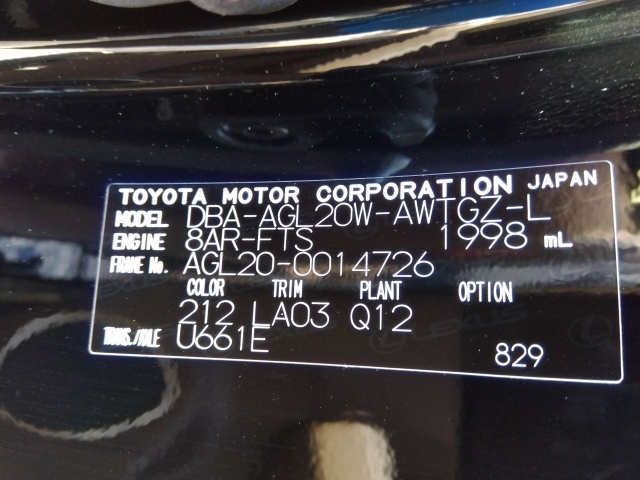 TOYOTA MOTOR CORPORATION JAPAN
MODEL DBA-AGL20W-AWTGZ-L
ENGINE 8AR-FTS 1998 mL
FRAME No. AGL20-0014726
COLOR TRIM PLANT OPTION
212 LA03 Q12
TRANS./AXLE U661E
829